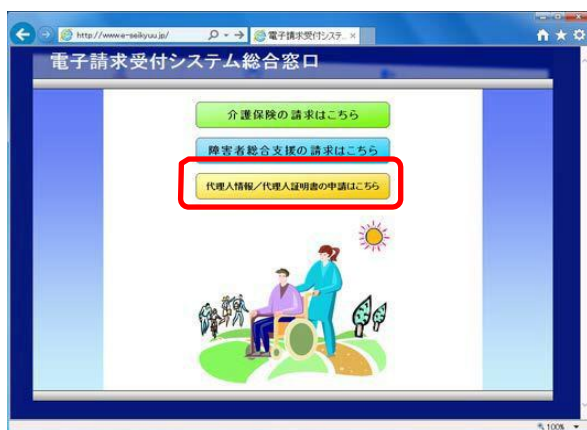 http://www.e-seikyuu.jp/
電子請求受付システ... ×
電子請求受付システム総合窓口
介護保険の請求はこちら
障害者総合支援の請求はこちら
代理人情報/代理人証明書の申請はこちら
100%